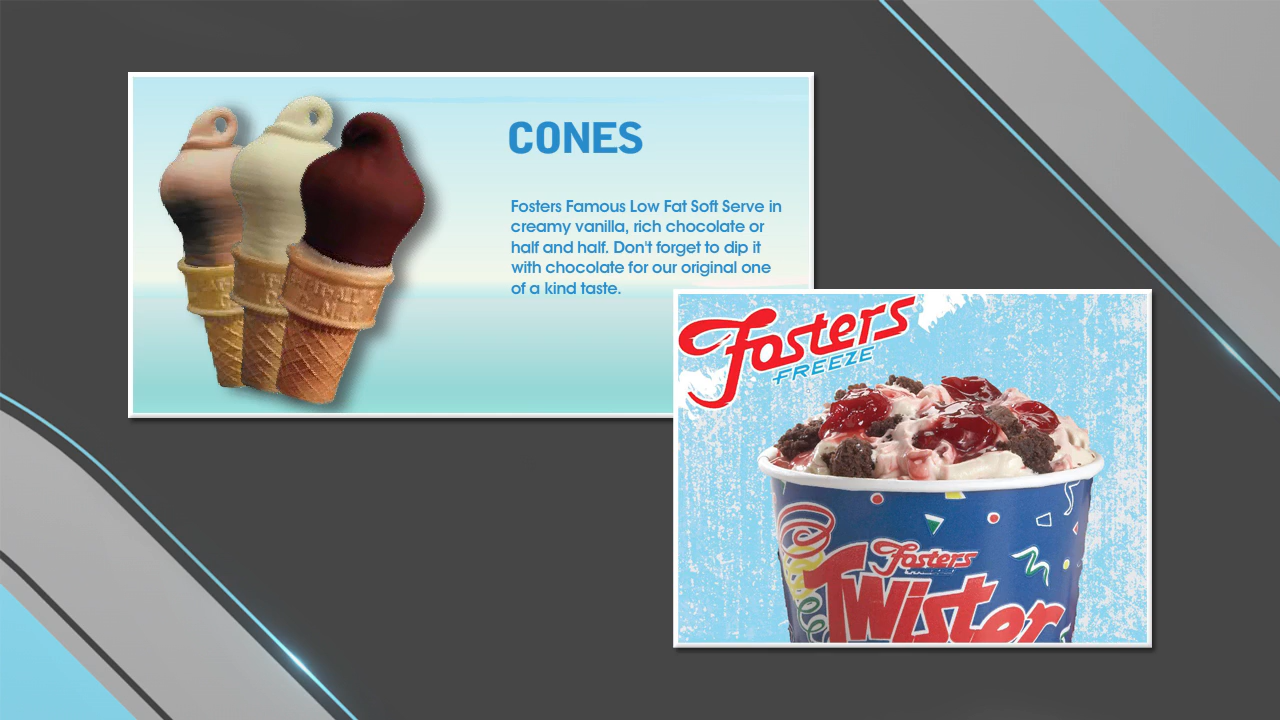 CONES
Fosters Famous Low Fat Soft Serve in
creamy vanilla, rich chocolate or
half and half. Don't forget to dip it
with chocolate for our original one
of a kind taste.
Fosters
FREEZE
Fosters
Twister